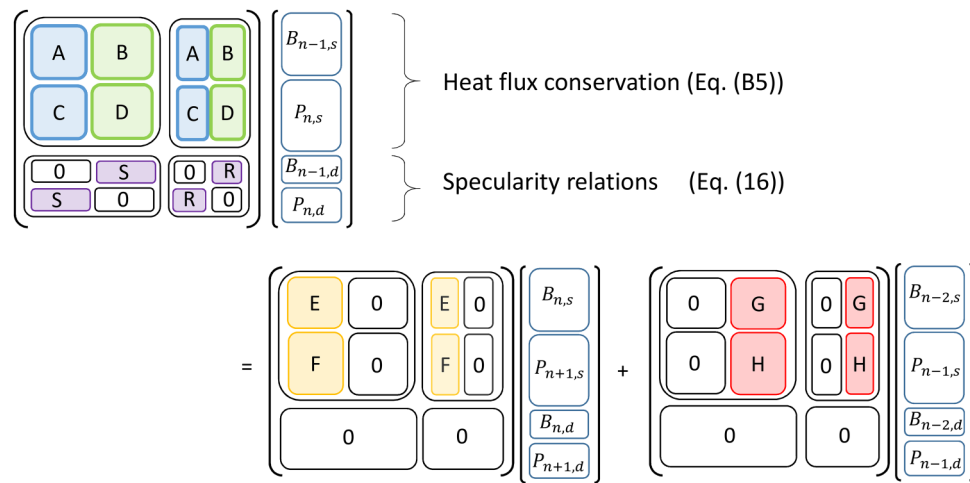 A B A B $B_{n-1,s}$
Heat flux conservation (Eq. (B5))
C D C D $P_{n,s}$
0 S 0 R $B_{n-1,d}$
Specularity relations (Eq. (16))
S 0 R 0 $P_{n,d}$
E 0 E 0 $B_{n,s}$ 0 G 0 G $B_{n-2,s}$
= +
F 0 F 0 $P_{n+1,s}$ 0 H 0 H $P_{n-1,s}$
0 0 $B_{n,d}$ 0 0 $B_{n-2,d}$
$P_{n+1,d}$ $P_{n-1,d}$